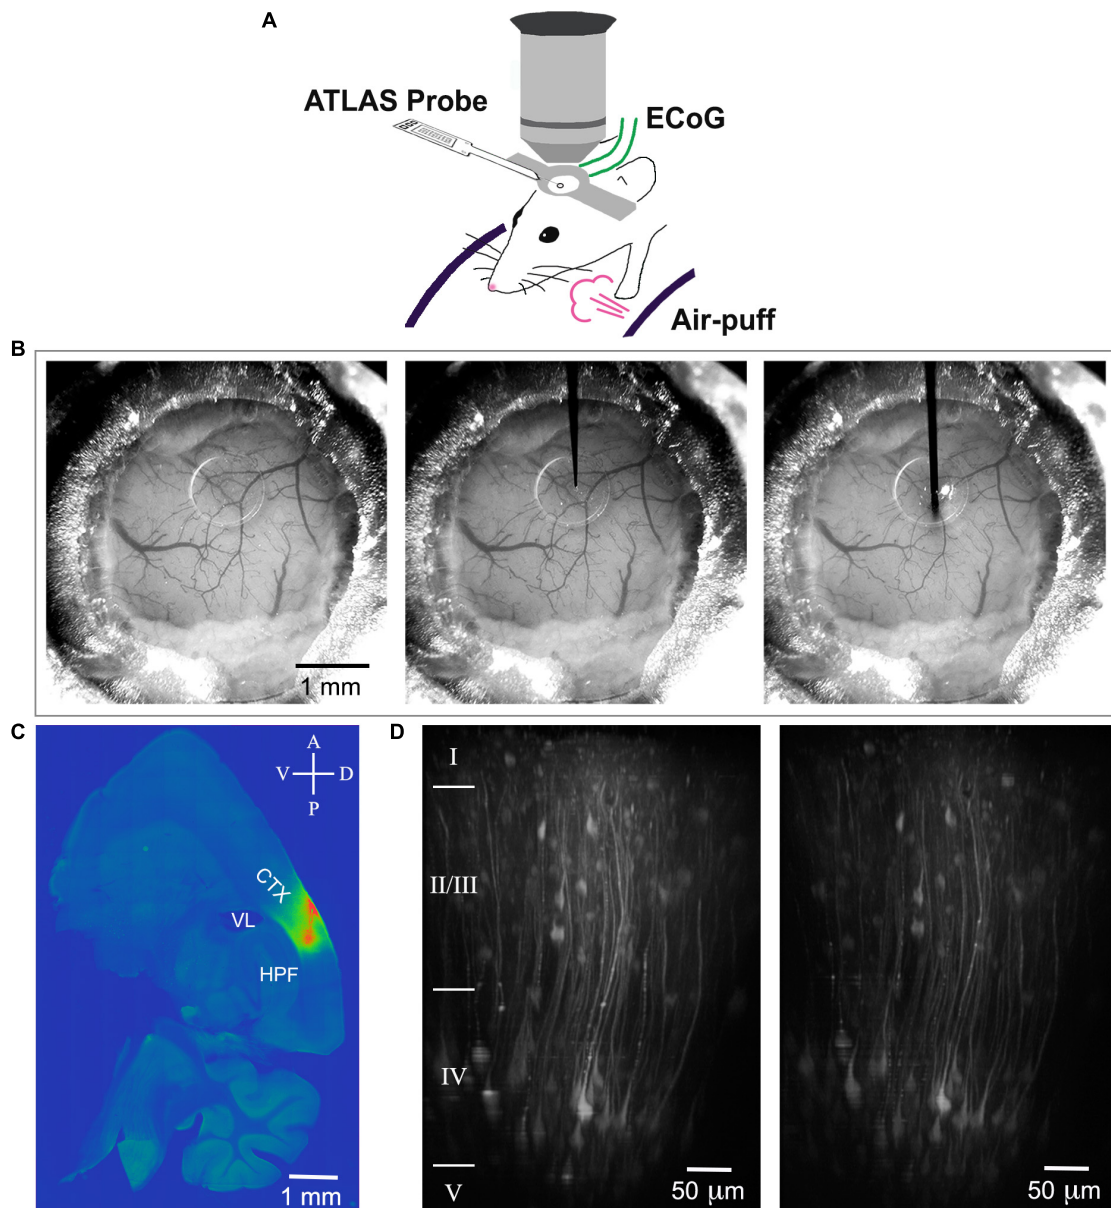 A
ATLAS Probe
ECoG
Air-puff
B
1 mm
C
A
V D
P
CTX
VL
HPF
1 mm
D
I
II/III
IV
V
50 μm
50 μm